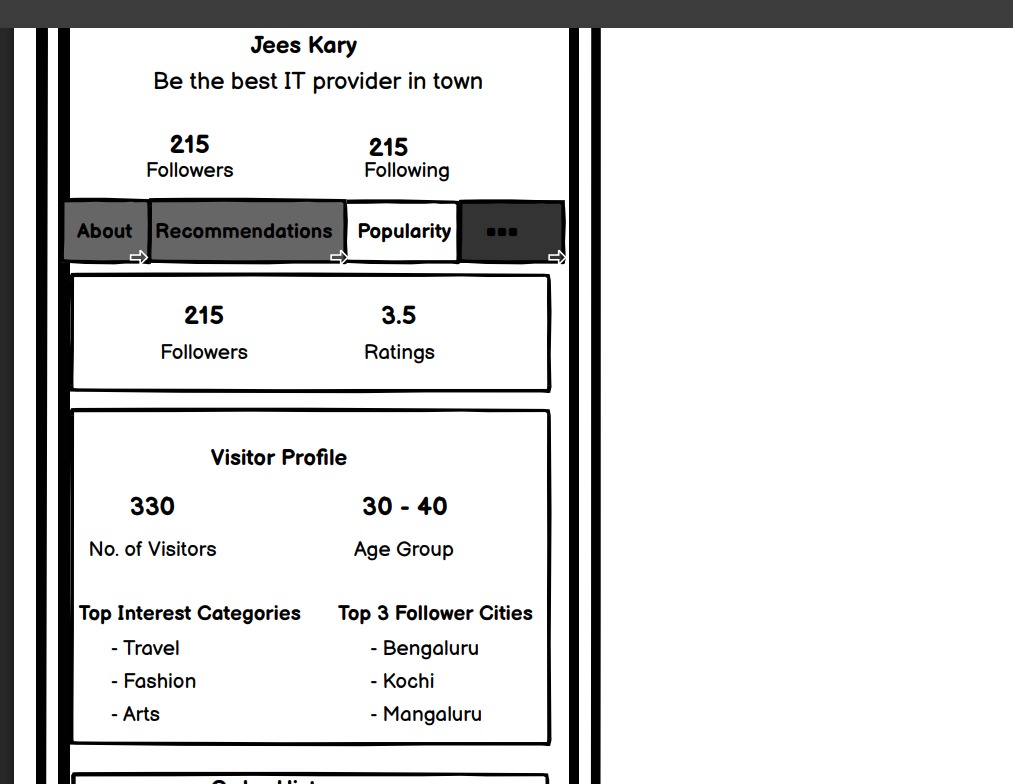 Jees Kary
Be the best IT provider in town
215 215
Followers Following
About Recommendations Popularity
215 3.5
Followers Ratings
Visitor Profile
330 30 - 40
No. of Visitors Age Group
Top Interest Categories Top 3 Follower Cities
- Travel - Bengaluru
- Fashion - Kochi
- Arts - Mangaluru